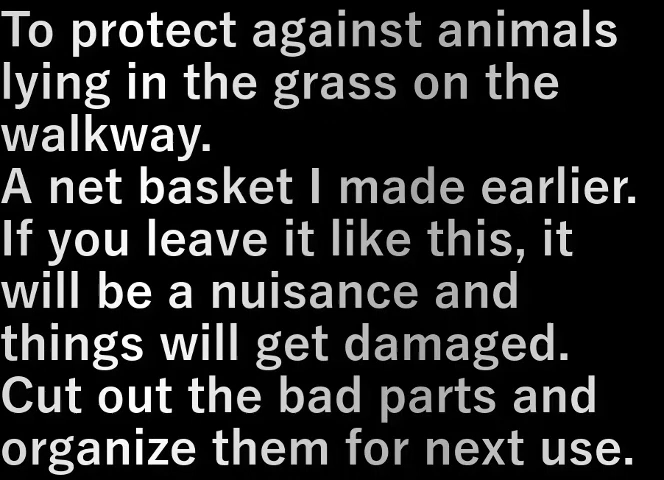 To protect against animals
lying in the grass on the
walkway.
A net basket I made earlier.
If you leave it like this, it
will be a nuisance and
things will get damaged.
Cut out the bad parts and
organize them for next use.